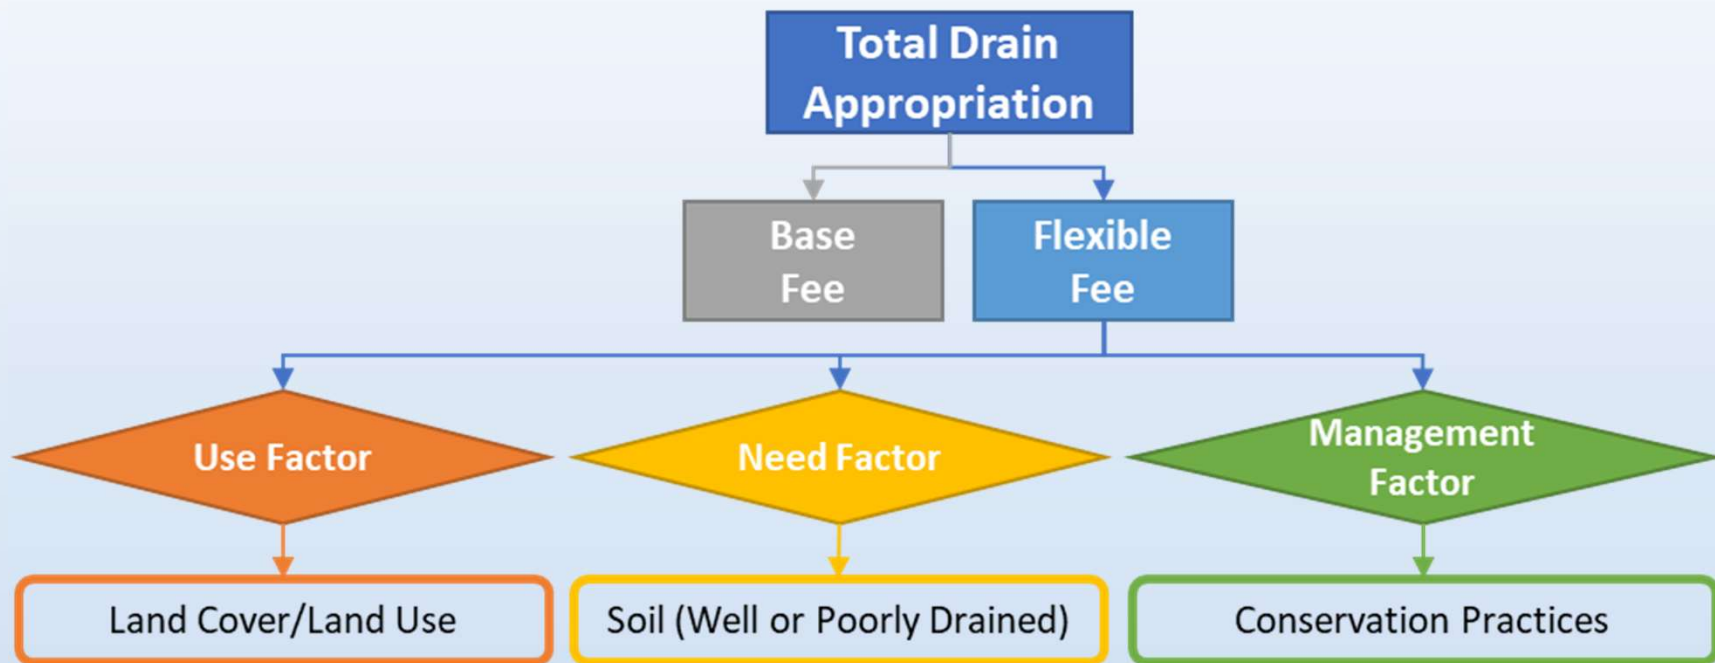 Total Drain
Appropriation
Base
Fee
Flexible
Fee
Use Factor
Need Factor
Management
Factor
Land Cover/Land Use
Soil (Well or Poorly Drained)
Conservation Practices